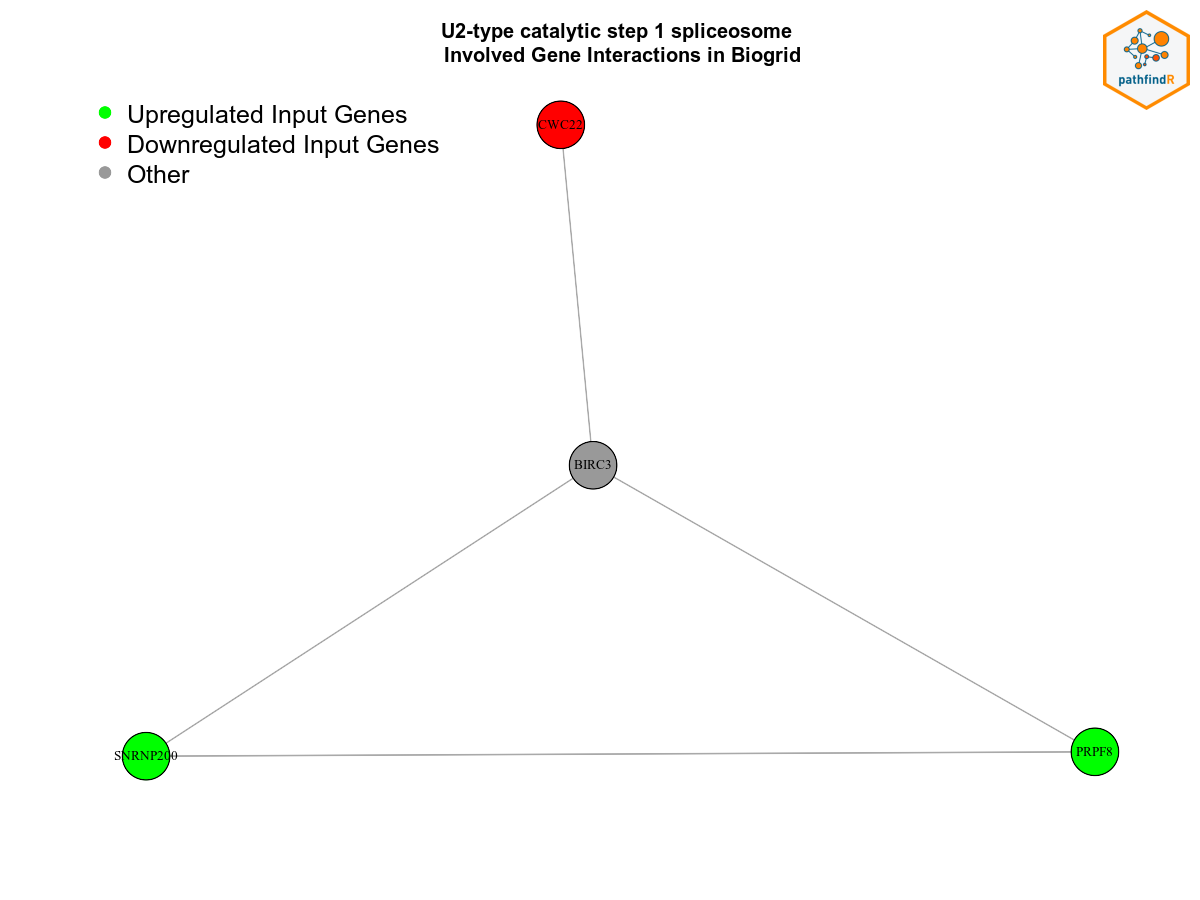 U2-type catalytic step 1 spliceosome
Involved Gene Interactions in Biogrid
pathfindR
Upregulated Input Genes
Downregulated Input Genes
Other
CWC22
BIRC3
SNRNP200
PRPF8